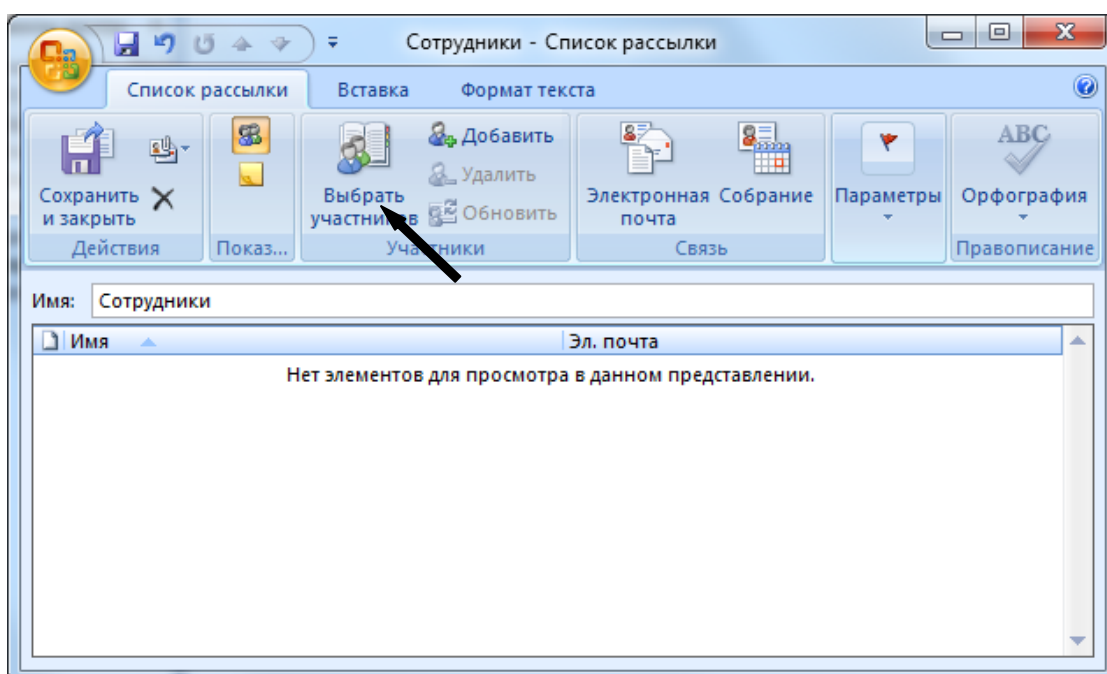 Сотрудники - Список рассылки
Список рассылки Вставка Формат текста
Сохранить и закрыть
Действия
Показ...
Выбрать участников
Добавить
Удалить
Обновить
Участники
Электронная почта
Собрание
Связь
Параметры
ABC
Орфография
Правописание
Имя: Сотрудники
Имя Эл. почта
Нет элементов для просмотра в данном представлении.